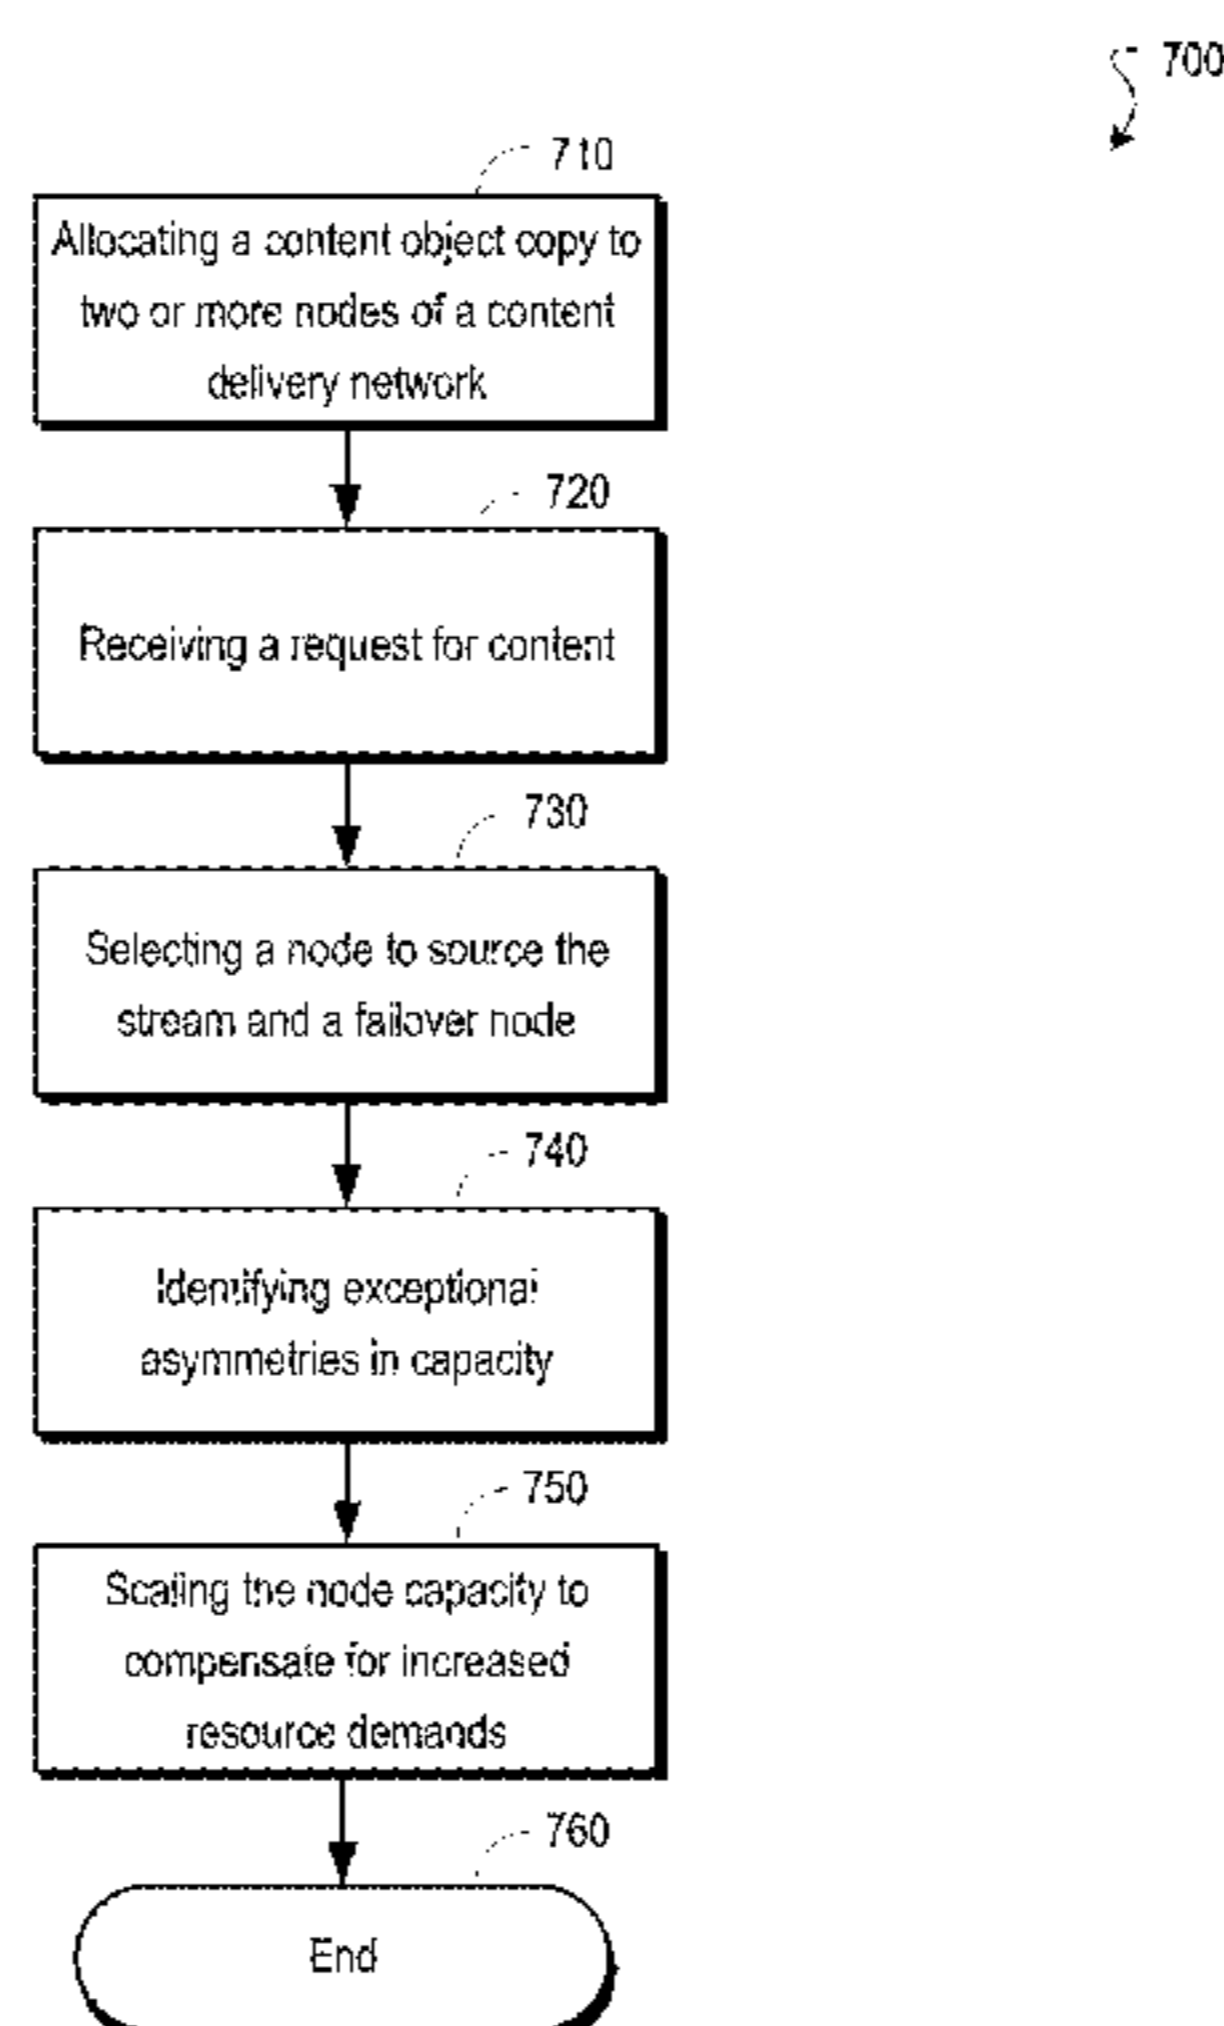 700
710
Allocating a content object copy to
two or more nodes of a content
delivery network
720
Receiving a request for content
730
Selecting a node to source the
stream and a failover node
740
Identifying exceptional
asymmetries in capacity
750
Scaling the node capacity to
compensate for increased
resource demands
760
End